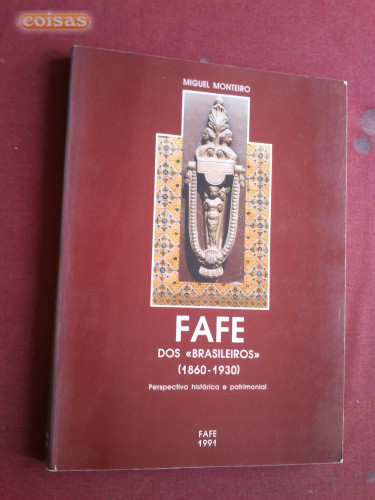 coisas
MIGUEL MONTEIRO
FAFE
DOS «BRASILEIROS»
(1860-1930)
Perspectiva histórica e patrimonial
FAFE
1991